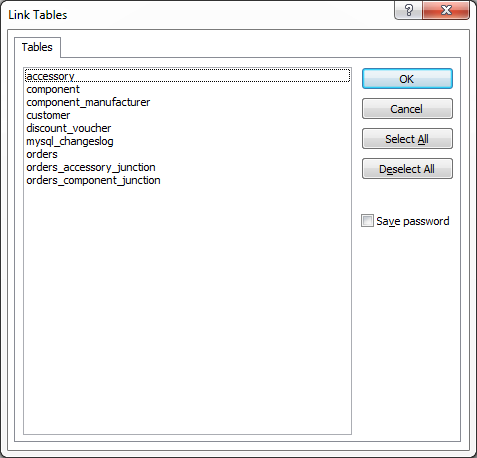 Link Tables
?
Tables
accessory
component
component_manufacturer
customer
discount_voucher
mysql_changeslog
orders
orders_accessory_junction
orders_component_junction
OK
Cancel
Select All
Deselect All
Save password